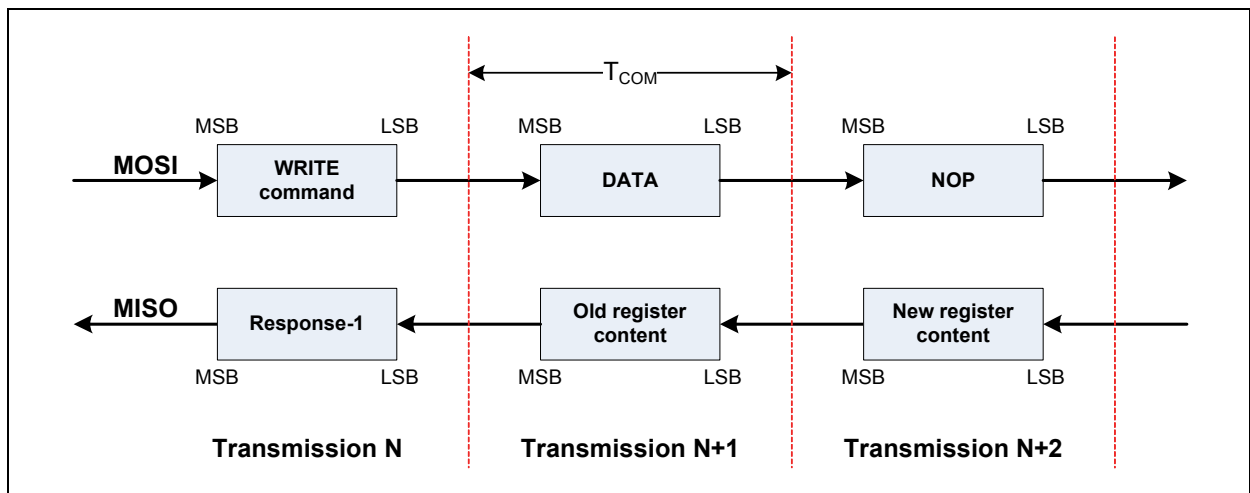 TCOM
MSB LSB MSB LSB MSB LSB
MOSI WRITE command DATA NOP
MISO Response-1 Old register content New register content
MSB LSB MSB LSB MSB LSB
Transmission N Transmission N+1 Transmission N+2